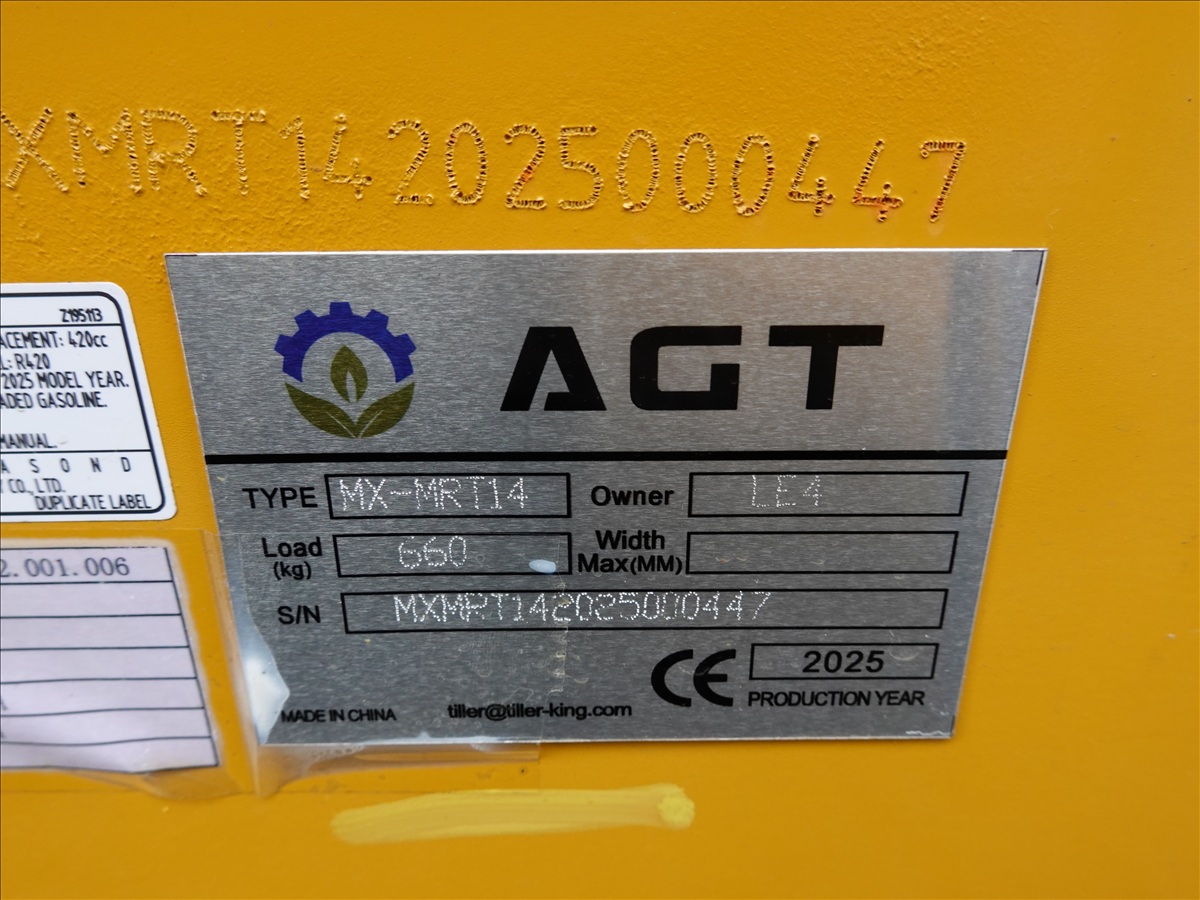 XMRT142025000447
Z195113
ACEMENT: 420cc
L: R420
2025 MODEL YEAR.
ADED GASOLINE.
MANUAL.
A S O N D
Y CO., LTD.
DUPLICATE LABEL
2.001.006
AGT
TYPE MX-MRT14 Owner LE4
Load (kg) 660 Width Max(MM)
S/N MXMRT142025000447
CE 2025
PRODUCTION YEAR
MADE IN CHINA tiller@tiller-king.com